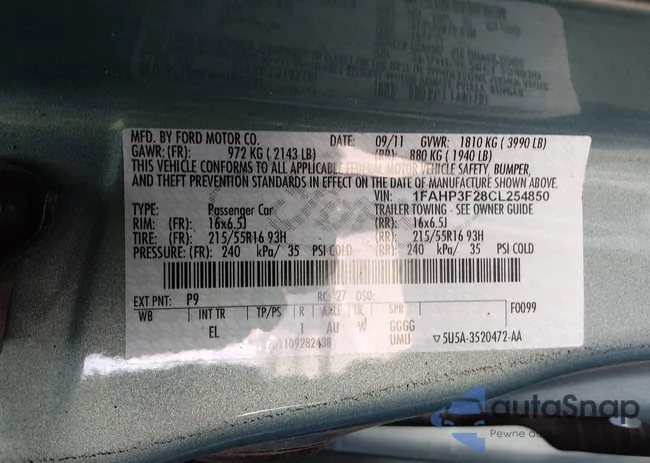 MFD. BY FORD MOTOR CO. DATE: 09/11 GVWR: 1810 KG ( 3990 LB)
GAWR: (FR): 972 KG ( 2143 LB) (RR): 880 KG ( 1940 LB)
THIS VEHICLE CONFORMS TO ALL APPLICABLE FEDERAL MOTOR VEHICLE SAFETY, BUMPER,
AND THEFT PREVENTION STANDARDS IN EFFECT ON THE DATE OF MANUFACTURE SHOWN ABOVE.
VIN: 1FAHP3F28CL254850
TYPE: Passenger Car TRAILER TOWING - SEE OWNER GUIDE
RIM: (FR): 16x6.5J (RR): 16x6.5J
TIRE: (FR): 215/55R16 93H (RR): 215/55R16 93H
PRESSURE: (FR): 240 kPa/ 35 PSI COLD (RR): 240 kPa/ 35 PSI COLD
EXT PNT: P9 RC: 27 DSO:
WB INT TR TP/PS R AXLE TR SPR F0099
EL 1 AU W GGGG
UMU ▽5U5A-3520472-AA
autoSnap